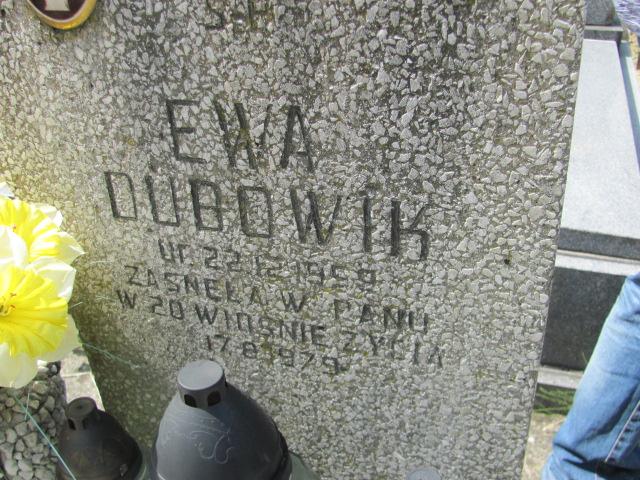 EWA
DUBOWIK
ur. 22.12.1959
ZASNEŁA W PANU
W 20 WIOSNIE ŻYCIA
17.8.1979